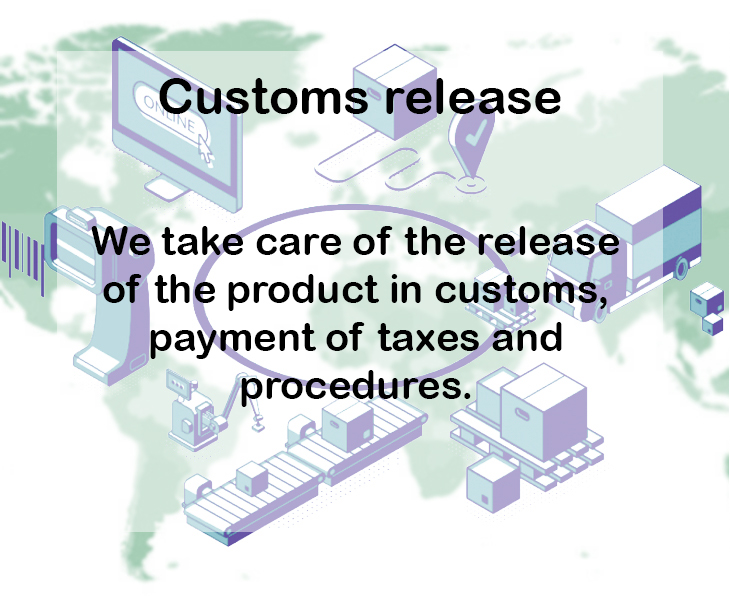 ONLINE
Customs release
We take care of the release
of the product in customs,
payment of taxes and
procedures.